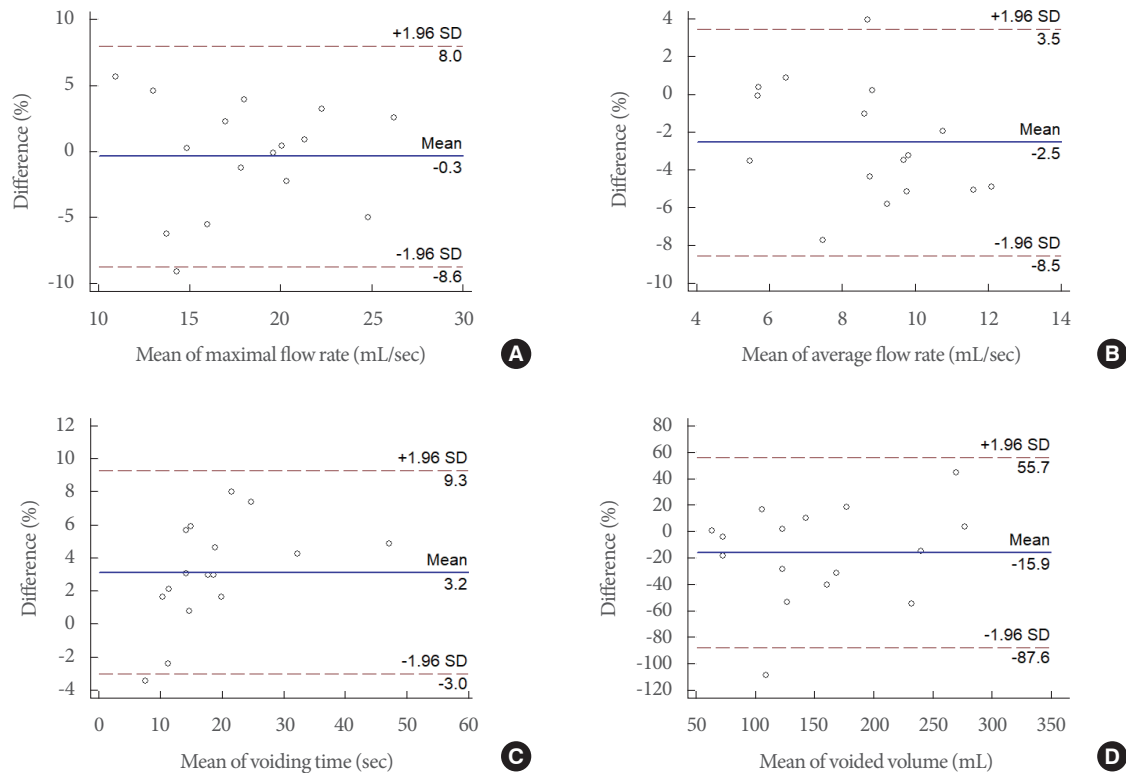 10
5
0
-5
-10
Difference (%)
+1.96 SD
8.0
Mean
-0.3
-1.96 SD
-8.6
10 15 20 25 30
Mean of maximal flow rate (mL/sec)
A
4
2
0
-2
-4
-6
-8
-10
Difference (%)
+1.96 SD
3.5
Mean
-2.5
-1.96 SD
-8.5
4 6 8 10 12 14
Mean of average flow rate (mL/sec)
B
12
10
8
6
4
2
0
-2
-4
Difference (%)
+1.96 SD
9.3
Mean
3.2
-1.96 SD
-3.0
0 10 20 30 40 50 60
Mean of voiding time (sec)
C
80
60
40
20
0
-20
-40
-60
-80
-100
-120
Difference (%)
+1.96 SD
55.7
Mean
-15.9
-1.96 SD
-87.6
50 100 150 200 250 300 350
Mean of voided volume (mL)
D